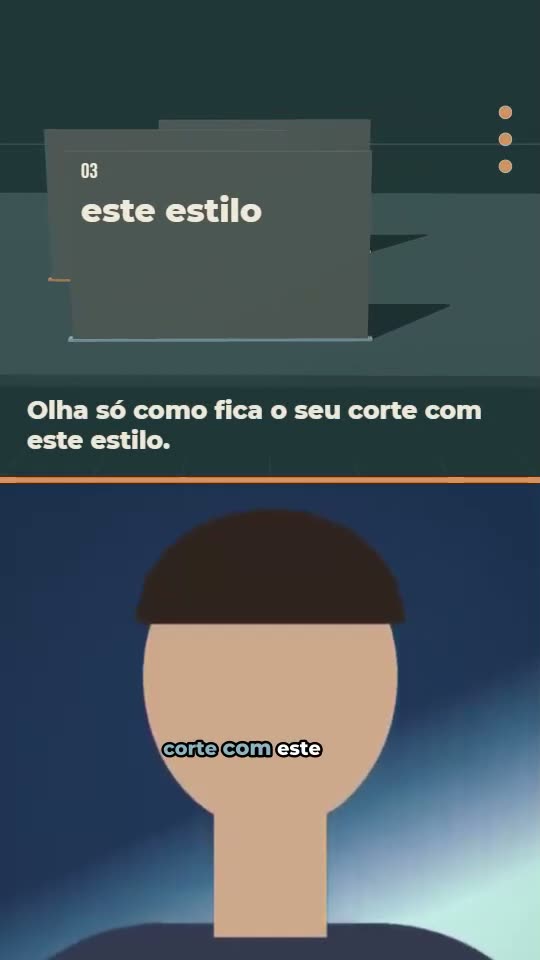 03
este estilo
Olha só como fica o seu corte com
este estilo.
corte com este